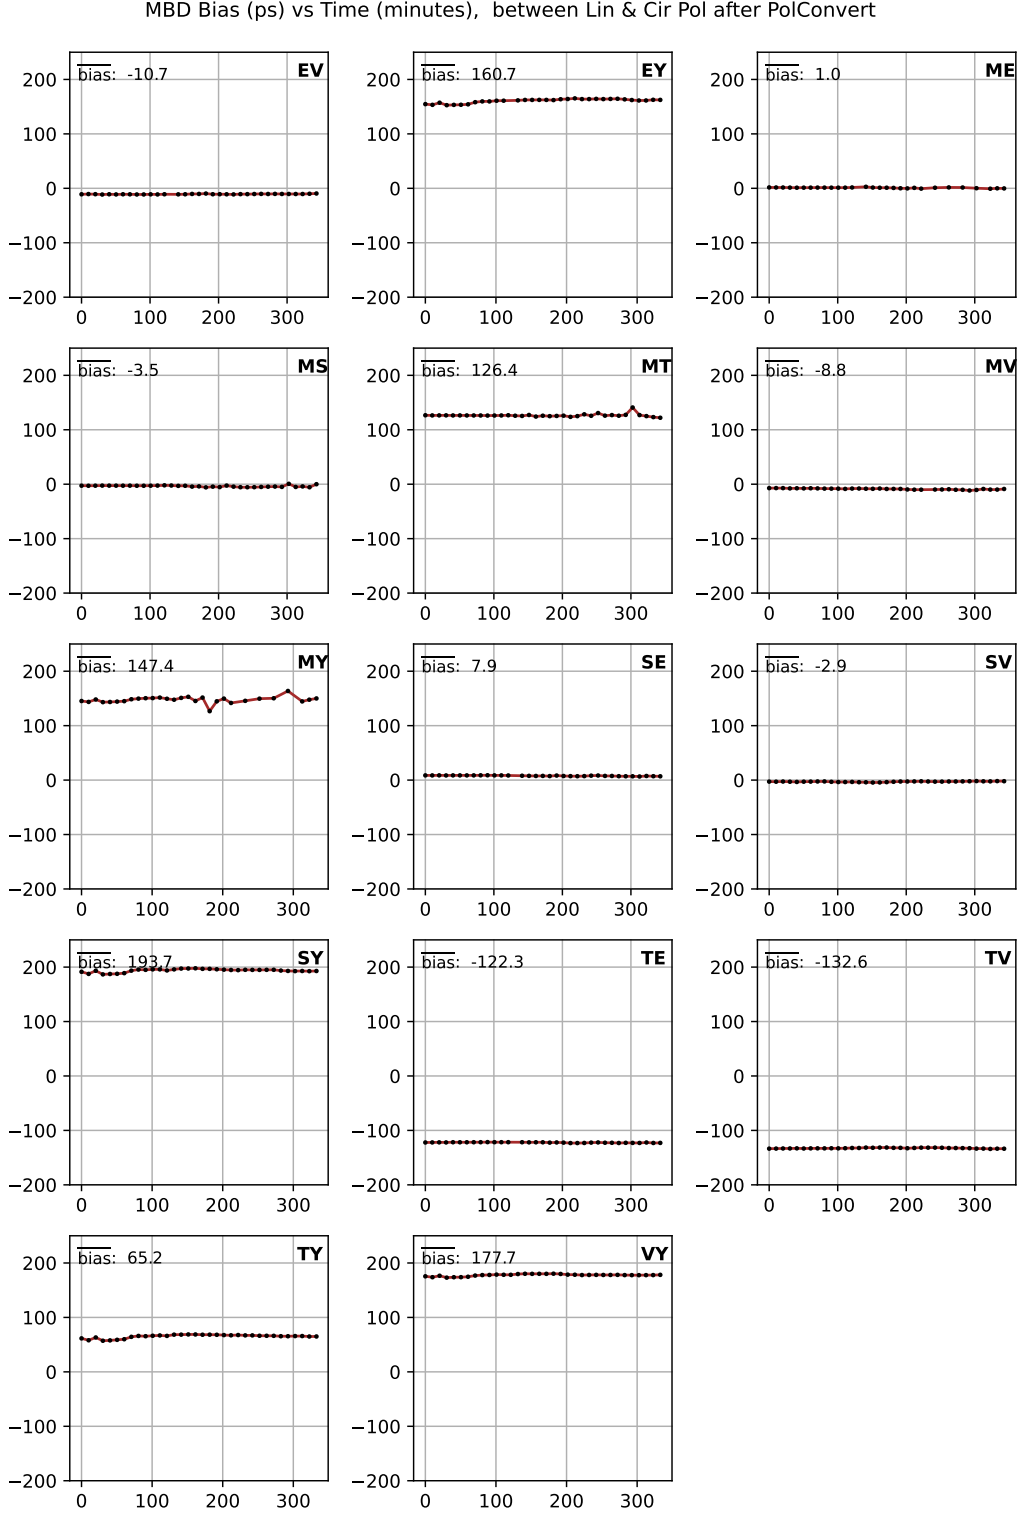 MBD Bias (ps) vs Time (minutes),  between Lin & Cir Pol after PolConvert
bias: -10.7 EV
200
100
0
−100
−200
0 100 200 300
bias: 160.7 EY
200
100
0
−100
−200
0 100 200 300
bias: 1.0 ME
200
100
0
−100
−200
0 100 200 300
bias: -3.5 MS
200
100
0
−100
−200
0 100 200 300
bias: 126.4 MT
200
100
0
−100
−200
0 100 200 300
bias: -8.8 MV
200
100
0
−100
−200
0 100 200 300
bias: 147.4 MY
200
100
0
−100
−200
0 100 200 300
bias: 7.9 SE
200
100
0
−100
−200
0 100 200 300
bias: -2.9 SV
200
100
0
−100
−200
0 100 200 300
bias: 193.7 SY
200
100
0
−100
−200
0 100 200 300
bias: -122.3 TE
200
100
0
−100
−200
0 100 200 300
bias: -132.6 TV
200
100
0
−100
−200
0 100 200 300
bias: 65.2 TY
200
100
0
−100
−200
0 100 200 300
bias: 177.7 VY
200
100
0
−100
−200
0 100 200 300